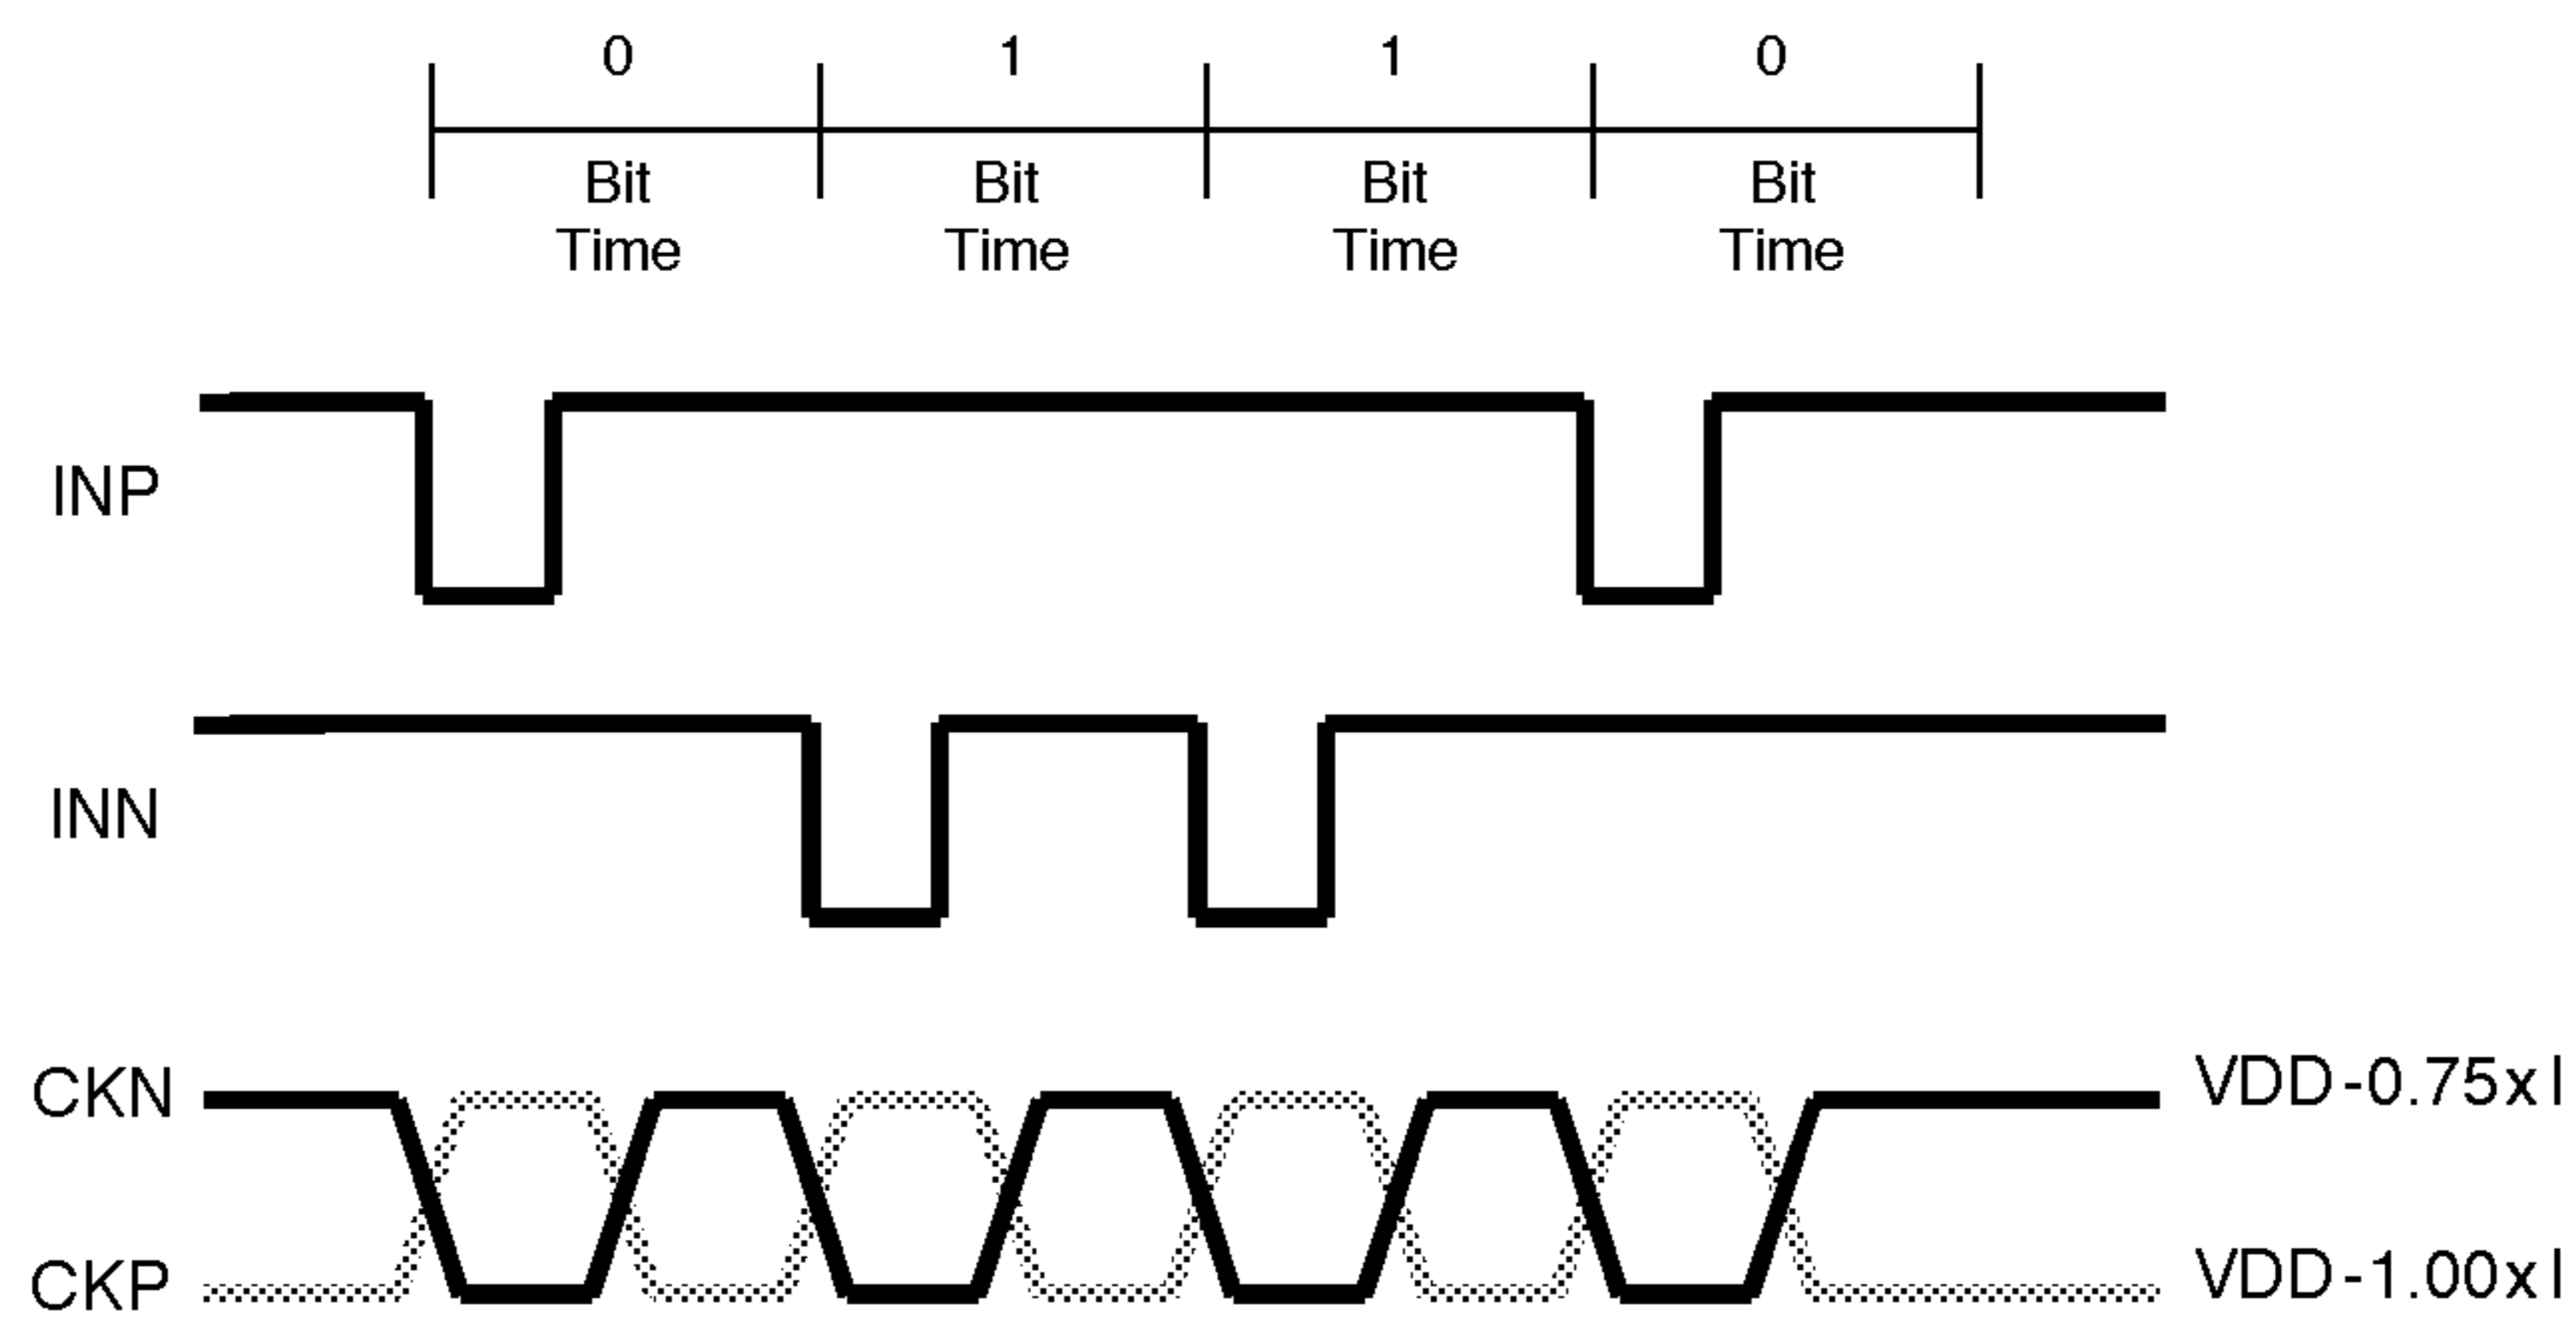 0 1 1 0
Bit Bit Bit Bit
Time Time Time Time
INP
INN
CKN VDD-0.75xI
CKP VDD-1.00xI